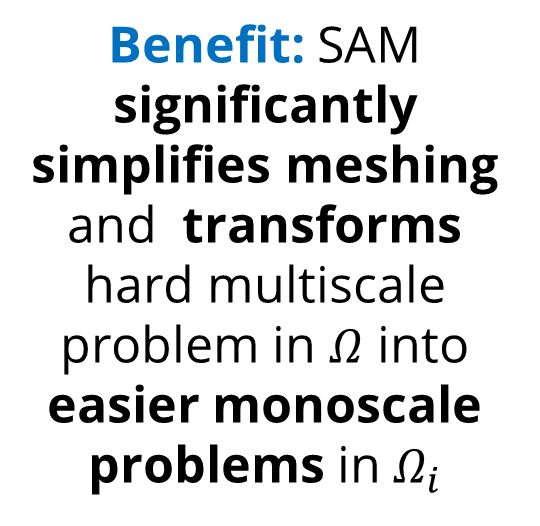 Benefit: SAM
significantly
simplifies meshing
and transforms
hard multiscale
problem in Ω into
easier monoscale
problems in Ωᵢ